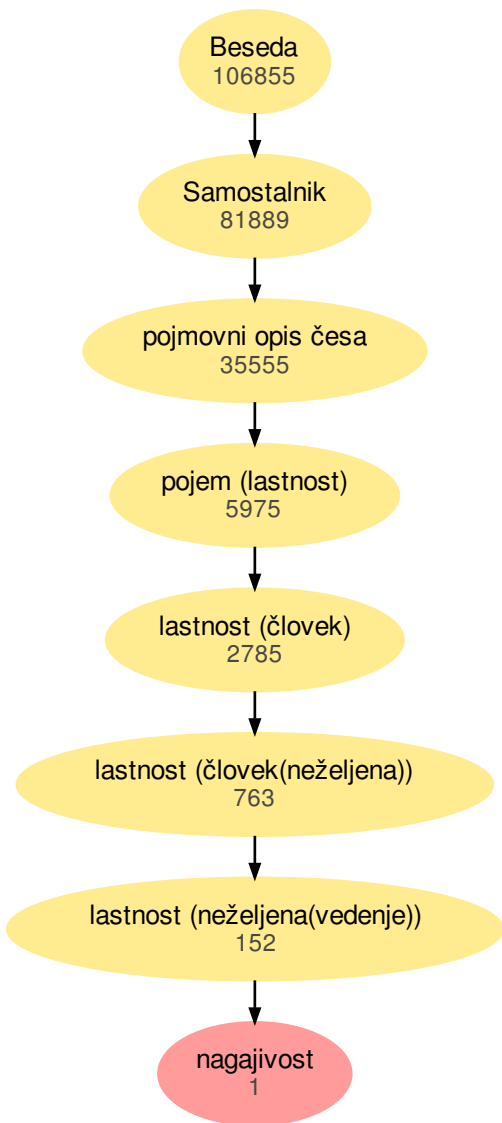 Beseda
106855
Samostalnik
81889
pojmovni opis česa
35555
pojem (lastnost)
5975
lastnost (človek)
2785
lastnost (človek(neželjena))
763
lastnost (neželjena(vedenje))
152
nagajivost
1